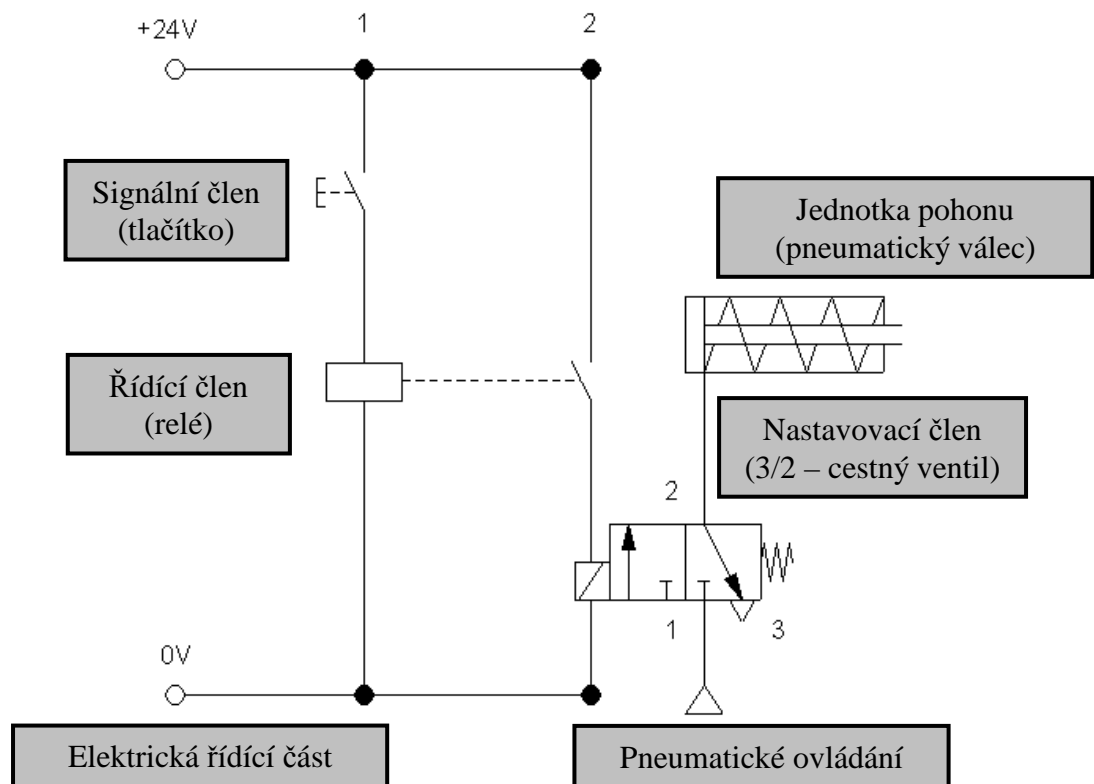 +24V
1
2
Signální člen
(tlačítko)
Jednotka pohonu
(pneumatický válec)
Řídící člen
(relé)
Nastavovací člen
(3/2 – cestný ventil)
2
1
3
0V
Elektrická řídící část
Pneumatické ovládání